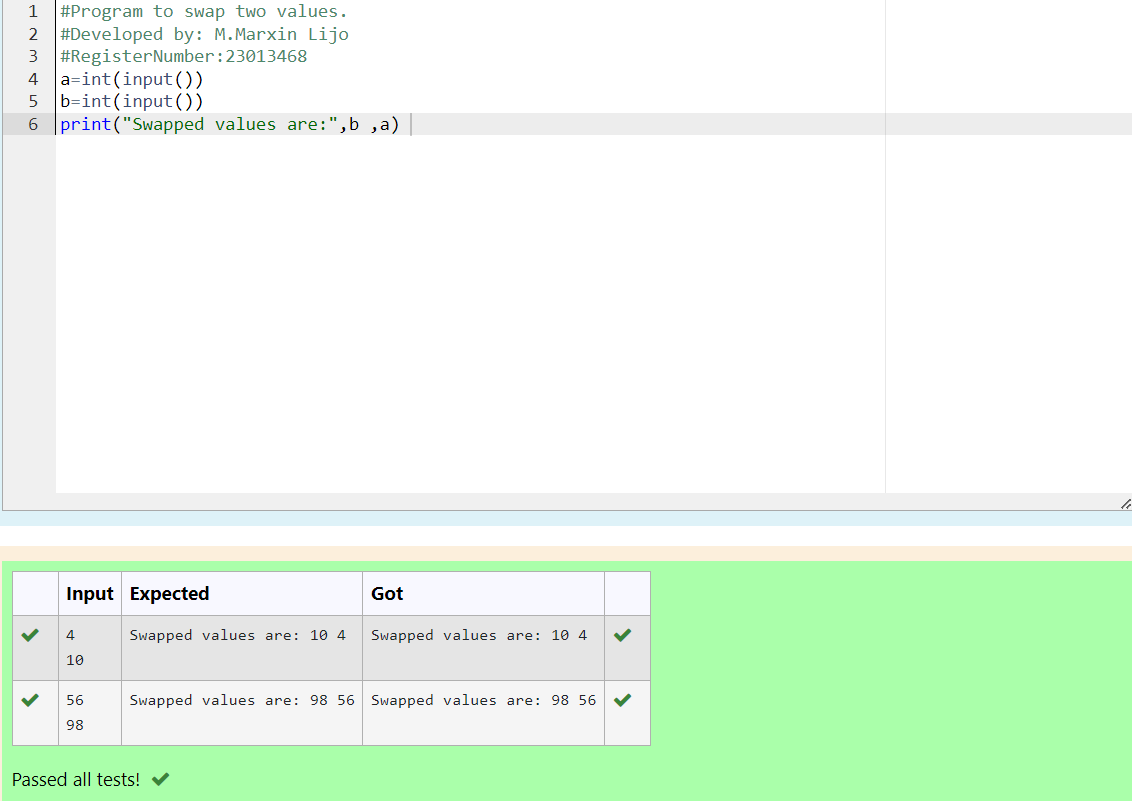 1 #Program to swap two values.
2 #Developed by: M.Marxin Lijo
3 #RegisterNumber:23013468
4 a=int(input())
5 b=int(input())
6 print("Swapped values are:",b ,a)
Input Expected Got
4 Swapped values are: 10 4 Swapped values are: 10 4
10
56 Swapped values are: 98 56 Swapped values are: 98 56
98
Passed all tests!